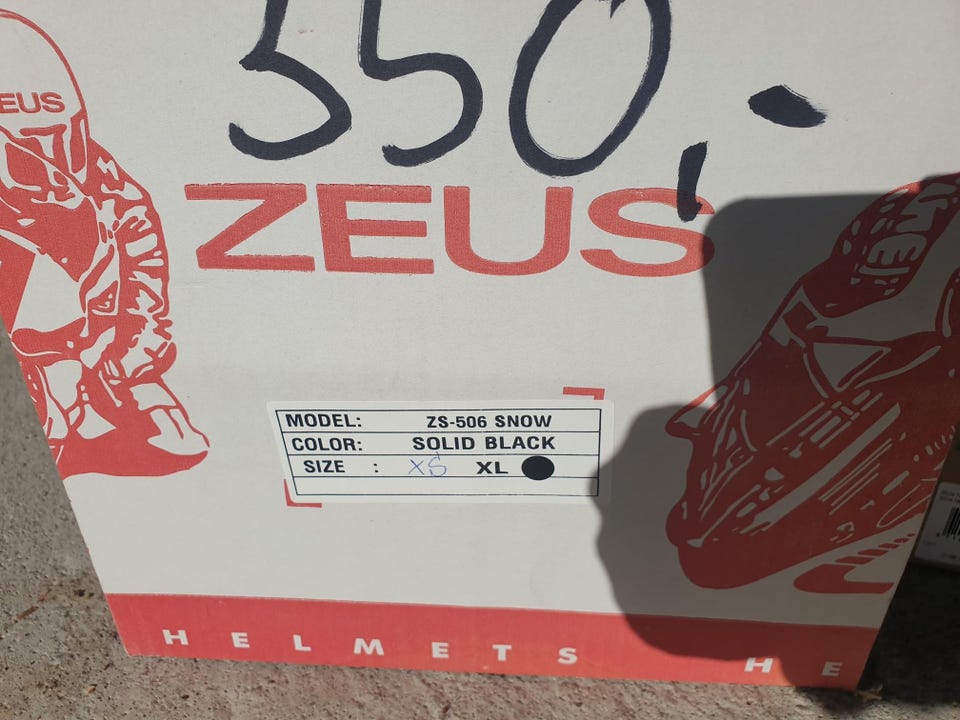 550,-
EUS
ZEUS
MODEL: ZS-506 SNOW
COLOR: SOLID BLACK
SIZE : XS XL
HELMETS HE